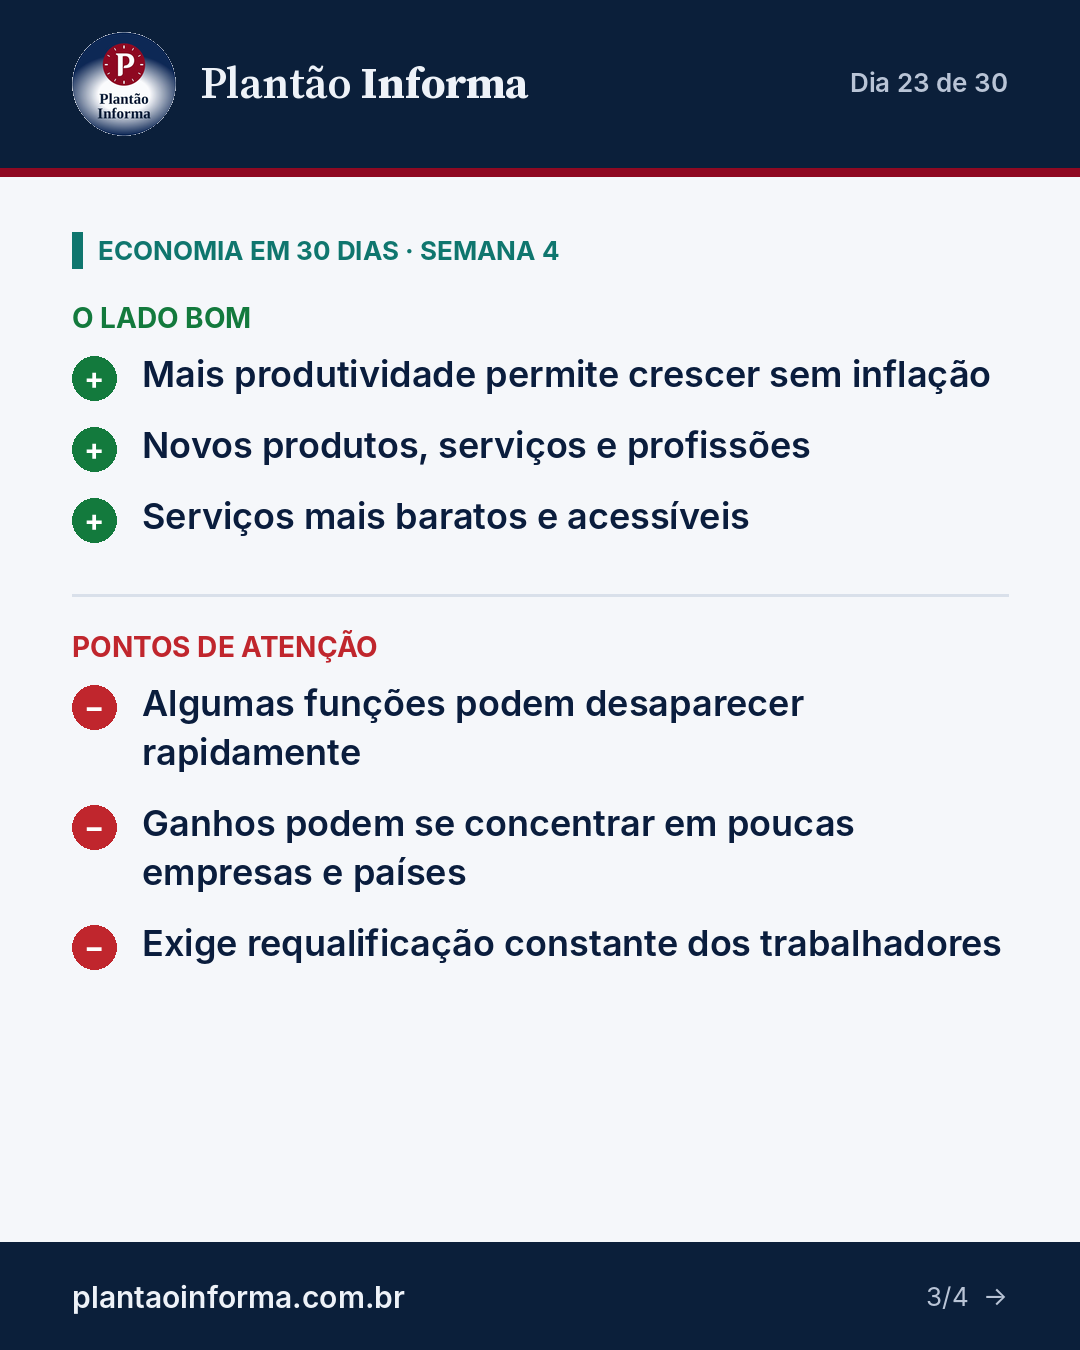 P
Plantão
Informa
Plantão Informa
Dia 23 de 30
ECONOMIA EM 30 DIAS · SEMANA 4
O LADO BOM
+ Mais produtividade permite crescer sem inflação
+ Novos produtos, serviços e profissões
+ Serviços mais baratos e acessíveis
PONTOS DE ATENÇÃO
– Algumas funções podem desaparecer
rapidamente
– Ganhos podem se concentrar em poucas
empresas e países
– Exige requalificação constante dos trabalhadores
plantaoinforma.com.br
3/4 →